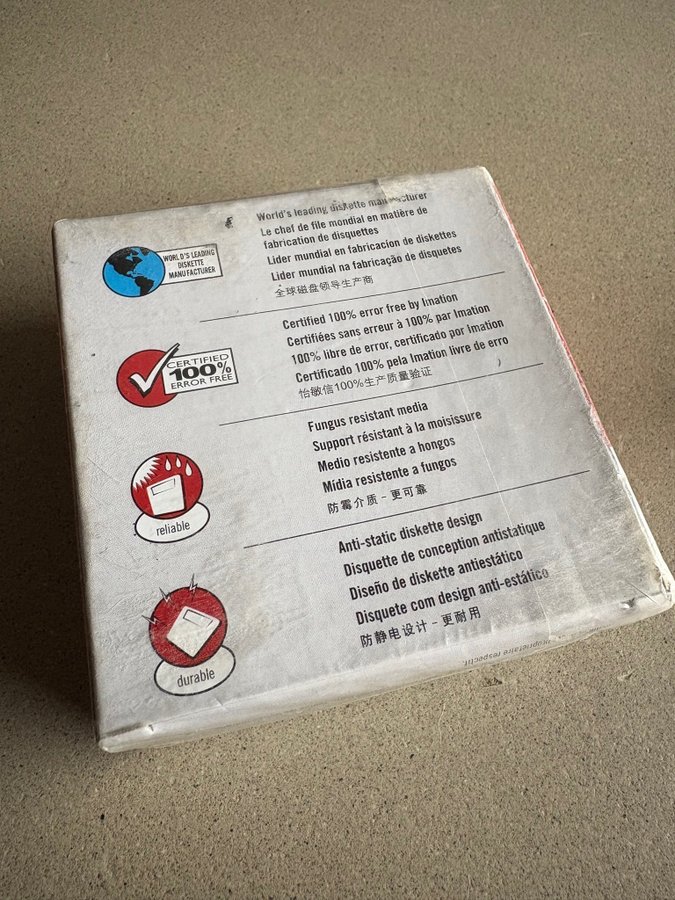 World's leading diskette manufacturer
Le chef de file mondial en matière de
fabrication de disquettes
Lider mundial en fabricacion de diskettes
Lider mundial na fabricação de disquetes
全球磁盘领导生产商
WORLD'S LEADING
DISKETTE
MANUFACTURER
Certified 100% error free by Imation
Certifiées sans erreur à 100% par Imation
100% libre de error, certificado por Imation
Certificado 100% pela Imation livre de erro
怡敏信100%生产质量验证
CERTIFIED
100%
ERROR FREE
Fungus resistant media
Support résistant à la moisissure
Medio resistente a hongos
Mídia resistente a fungos
防霉介质－更可靠
reliable
Anti-static diskette design
Disquette de conception antistatique
Diseño de diskette antiestático
Disquete com design anti-estático
防静电设计－更耐用
durable
propriétaire respectif.